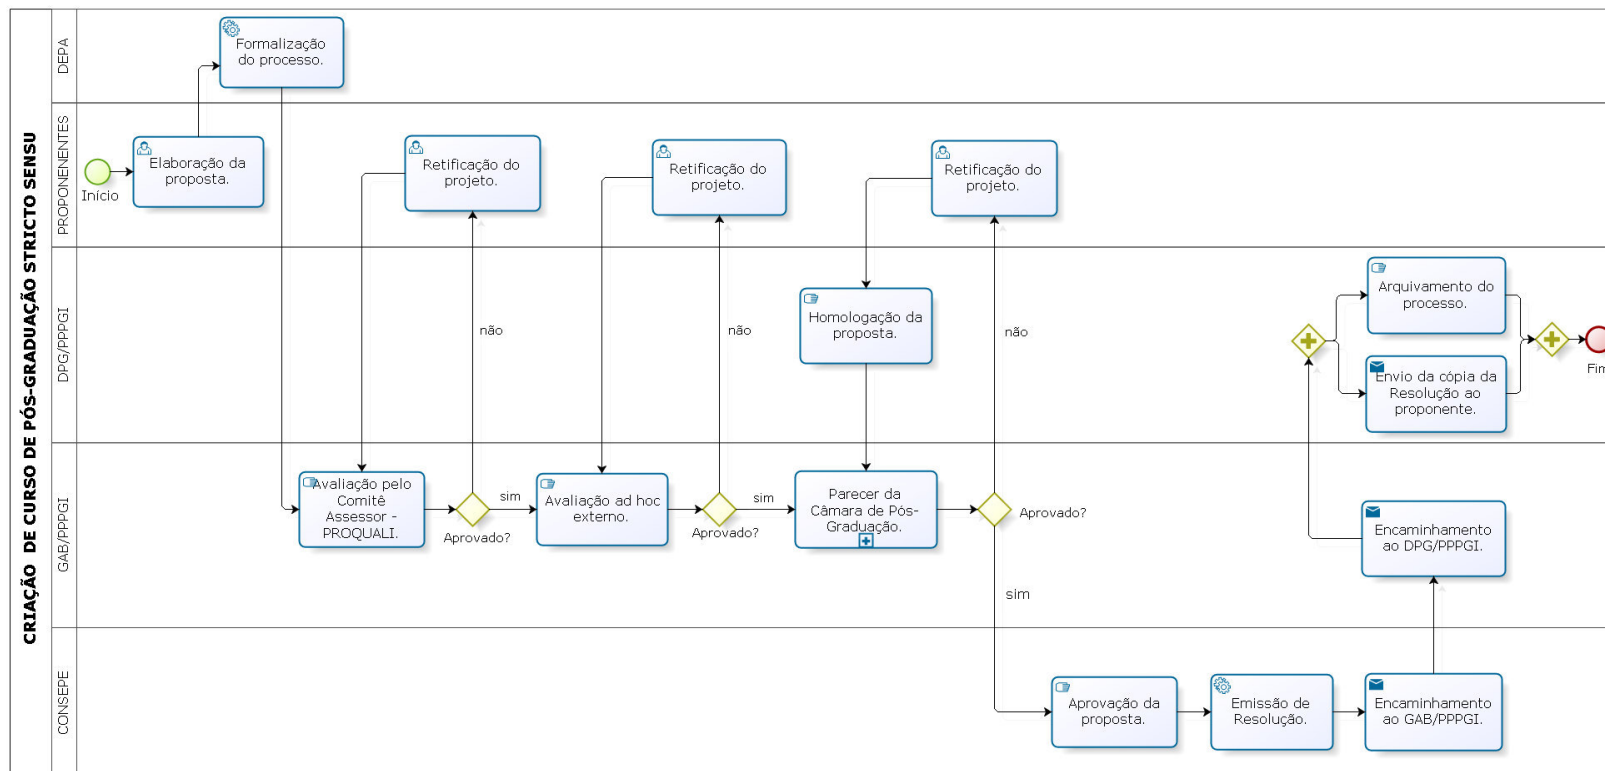 CRIAÇÃO DE CURSO DE PÓS-GRADUAÇÃO STRICTO SENSU
DEPA
Formalização
do processo.
PROPONENENTES
Início
Elaboração da
proposta.
Retificação do
projeto.
Retificação do
projeto.
Retificação do
projeto.
DPG/PPPGI
não
não
Homologação da
proposta.
não
Arquivamento do
processo.
Envio da cópia da
Resolução ao
proponente.
Fim
GAB/PPPGI
Avaliação pelo
Comitê
Assessor -
PROQUALI.
Aprovado?
sim
Avaliação ad hoc
externo.
Aprovado?
sim
Parecer da
Câmara de Pós-
Graduação.
Aprovado?
sim
Encaminhamento
ao DPG/PPPGI.
CONSEPE
Aprovação da
proposta.
Emissão de
Resolução.
Encaminhamento
ao GAB/PPPGI.